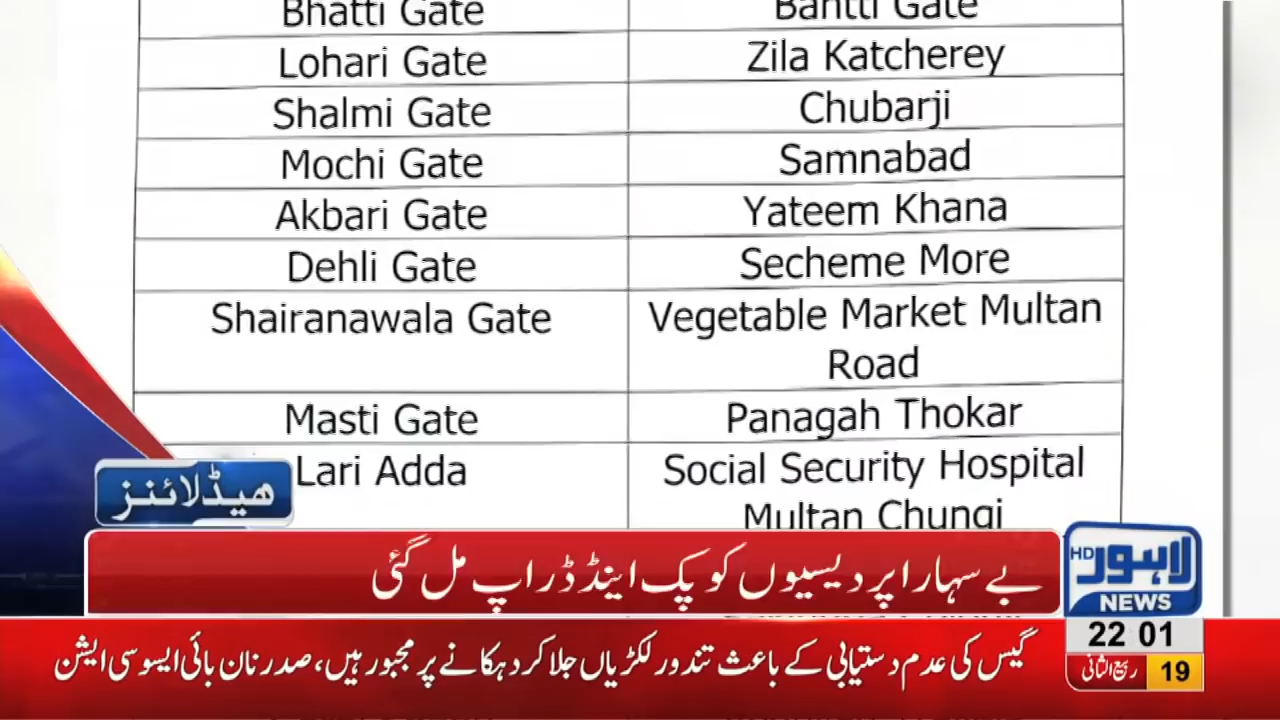 Bhatti Gate
Bahtti Gate
Lohari Gate
Zila Katcherey
Shalmi Gate
Chubarji
Mochi Gate
Samnabad
Akbari Gate
Yateem Khana
Dehli Gate
Secheme More
Shairanawala Gate
Vegetable Market Multan
Road
Masti Gate
Panagah Thokar
Lari Adda
Social Security Hospital
Multan Chungi
ھیڈلائنز
بے سہارا پردیسیوں کو پک اینڈ ڈراپ مل گئی
HD لاہور
NEWS
گیس کی عدم دستیابی کے باعث تندور لکڑیاں جلا کر دہکانے پر مجبور ہیں، صدر نان بائی ایسوسی ایشن
22 01
19 ربیع الثانی